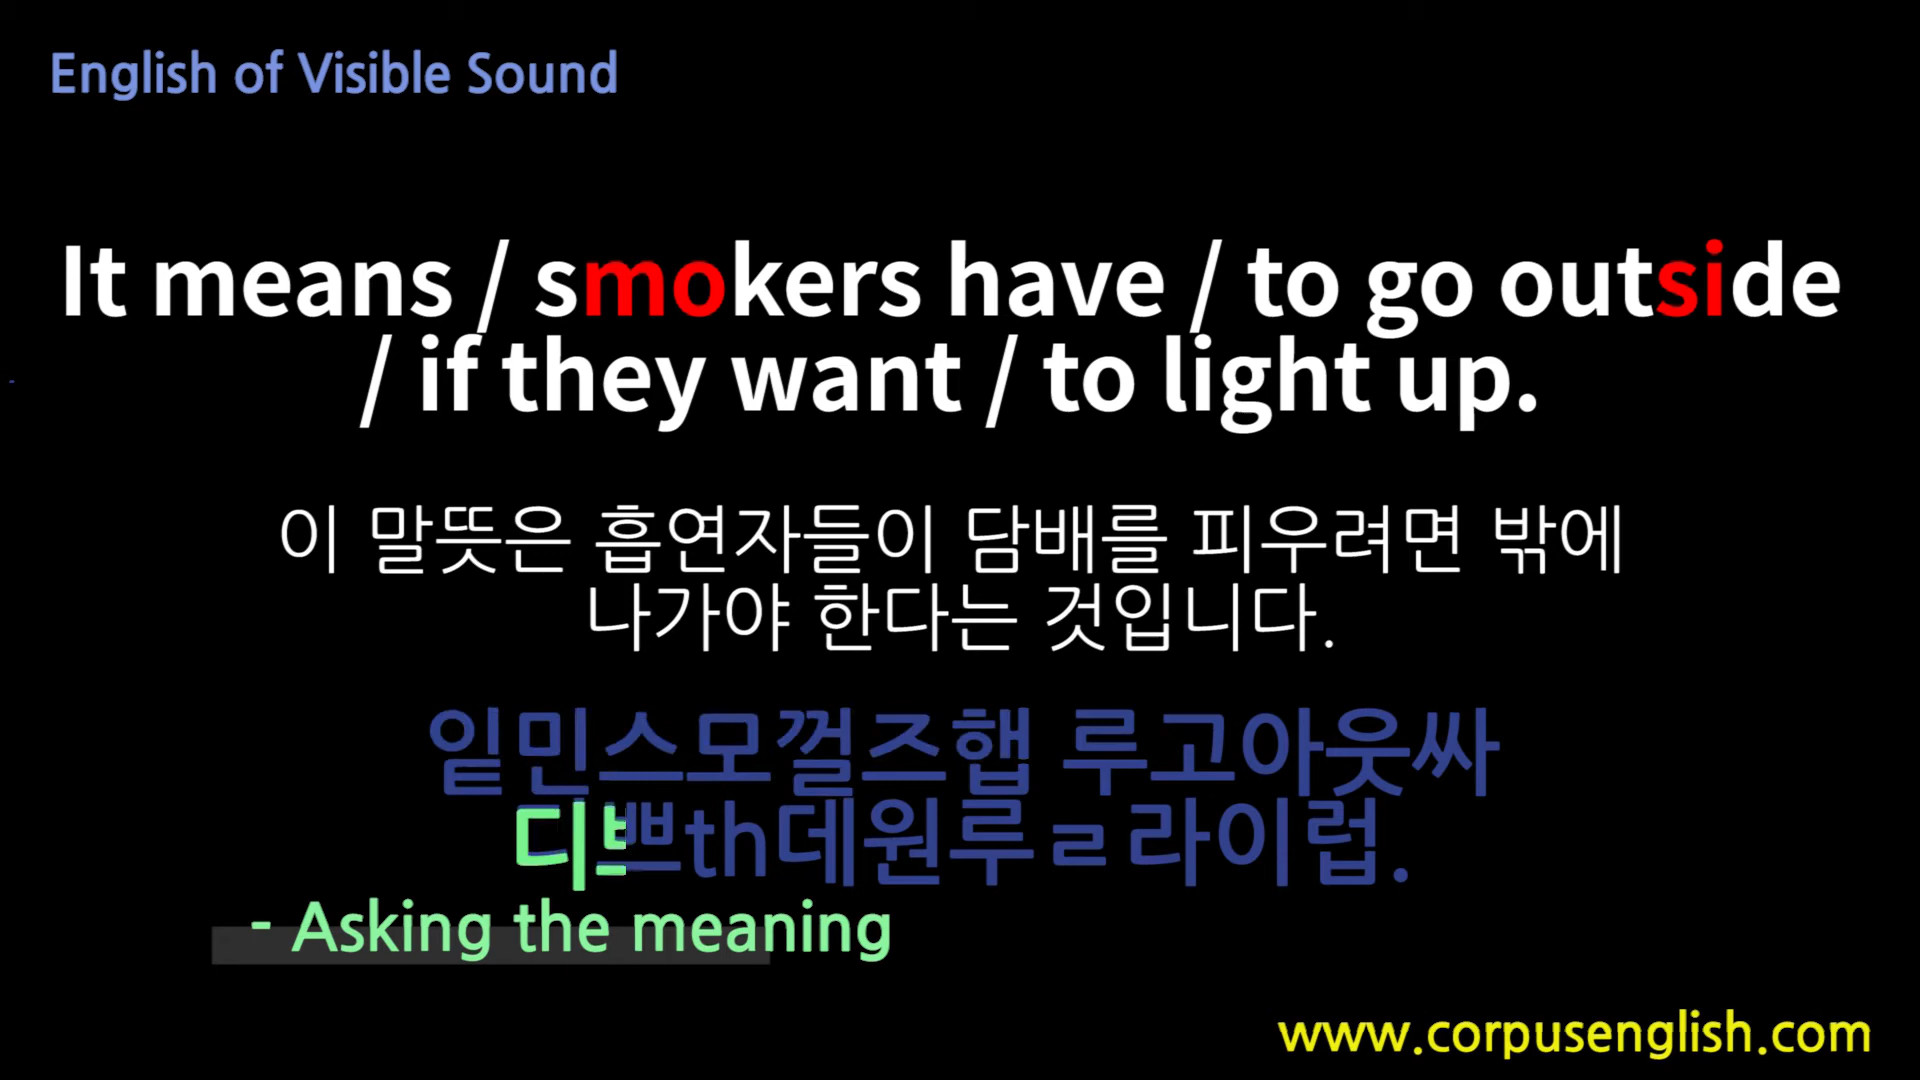 English of Visible Sound
It means / smokers have / to go outside
/ if they want / to light up.
이 말뜻은 흡연자들이 담배를 피우려면 밖에
나가야 한다는 것입니다.
잍민스모껄즈햅 루고아웃싸
디쁘th데원루ㄹ라이럽.
- Asking the meaning
www.corpusenglish.com